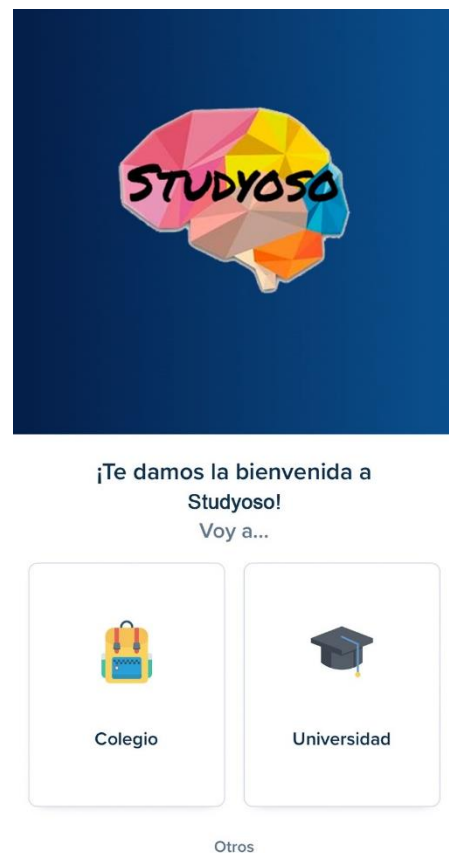 STUDYOSO
¡Te damos la bienvenida a
Studyoso!
Voy a...
Colegio
Universidad
Otros